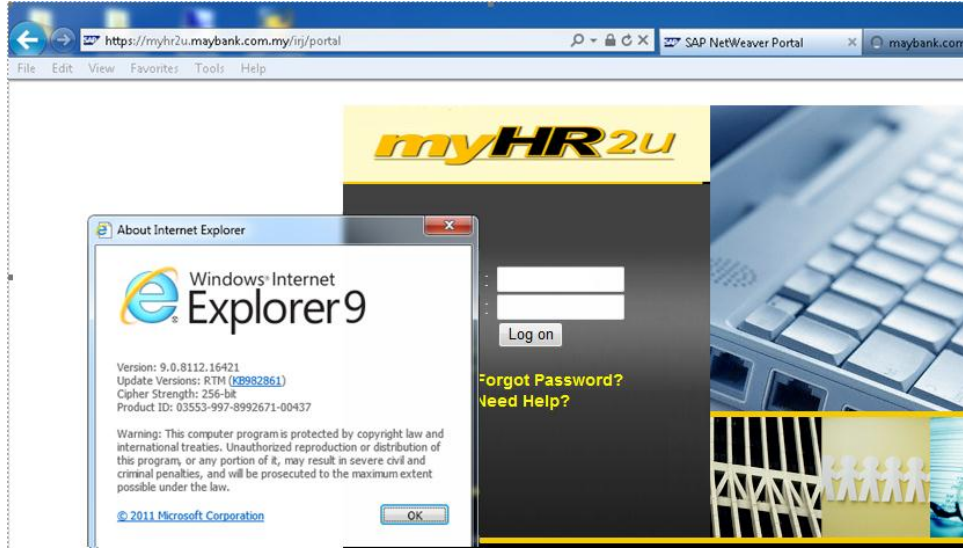 https://myhr2u.maybank.com.my/irj/portal
SAP NetWeaver Portal
maybank.com
File Edit View Favorites Tools Help
myHR2u
About Internet Explorer
Windows Internet
Explorer 9
Version: 9.0.8112.16421
Update Versions: RTM (KB982861)
Cipher Strength: 256-bit
Product ID: 03553-997-8992671-00437
Warning: This computer program is protected by copyright law and
international treaties. Unauthorized reproduction or distribution of
this program, or any portion of it, may result in severe civil and
criminal penalties, and will be prosecuted to the maximum extent
possible under the law.
© 2011 Microsoft Corporation
OK
:
:
Log on
Forgot Password?
Need Help?